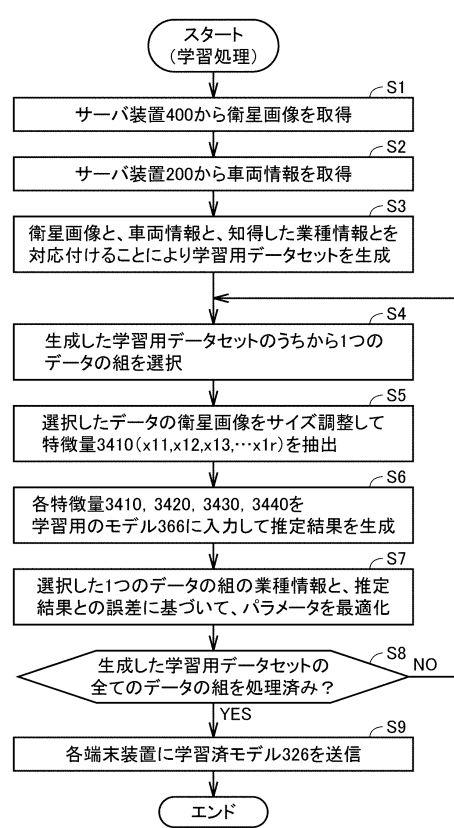 スタート
(学習処理)
S1
サーバ装置400から衛星画像を取得
S2
サーバ装置200から車両情報を取得
S3
衛星画像と、車両情報と、知得した業種情報とを
対応付けることにより学習用データセットを生成
S4
生成した学習用データセットのうちから1つの
データの組を選択
S5
選択したデータの衛星画像をサイズ調整して
特徴量3410(x11,x12,x13,…x1r)を抽出
S6
各特徴量3410, 3420, 3430, 3440を
学習用のモデル366に入力して推定結果を生成
S7
選択した1つのデータの組の業種情報と、推定
結果との誤差に基づいて、パラメータを最適化
S8
生成した学習用データセットの
全てのデータの組を処理済み?
NO
YES
S9
各端末装置に学習済モデル326を送信
エンド